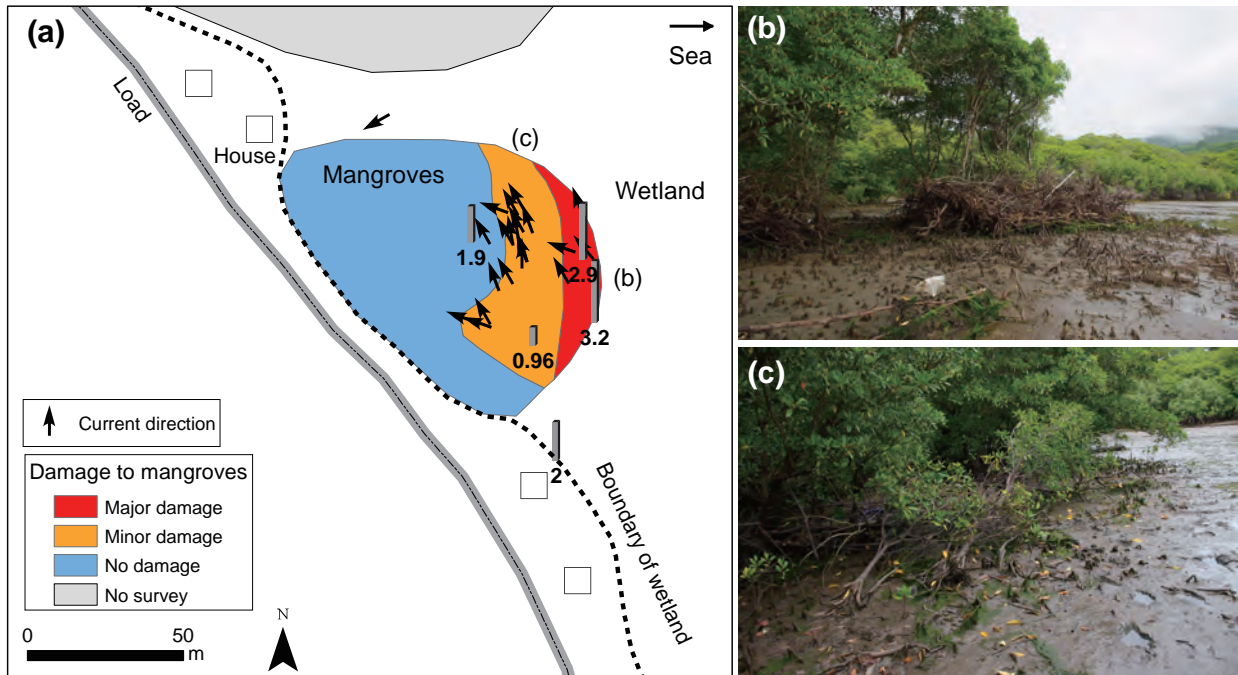 (a)
Sea
Load
House
(c)
Mangroves
Wetland
1.9
2.9
(b)
3.2
0.96
2
Boundary of wetland
Current direction
Damage to mangroves
Major damage
Minor damage
No damage
No survey
0 50
m
N
(b)
(c)